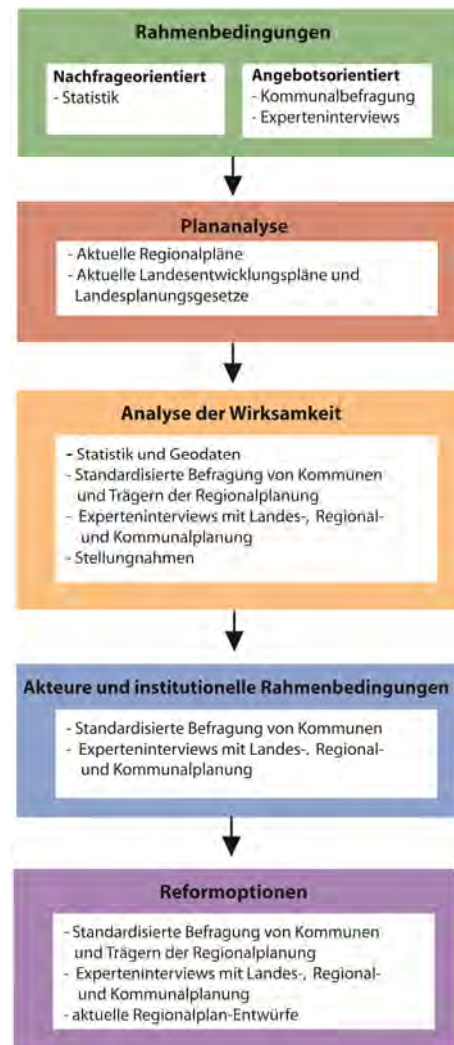 Rahmenbedingungen
Nachfrageorientiert
- Statistik
Angebotsorientiert
- Kommunalbefragung
- Experteninterviews
Plananalyse
- Aktuelle Regionalpläne
- Aktuelle Landesentwicklungspläne und
Landesplanungsgesetze
Analyse der Wirksamkeit
- Statistik und Geodaten
- Standardisierte Befragung von Kommunen
und Trägern der Regionalplanung
- Experteninterviews mit Landes-, Regional-
und Kommunalplanung
- Stellungnahmen
Akteure und institutionelle Rahmenbedingungen
- Standardisierte Befragung von Kommunen
- Experteninterviews mit Landes-, Regional-
und Kommunalplanung
Reformoptionen
- Standardisierte Befragung von Kommunen
und Trägern der Regionalplanung
- Experteninterviews mit Landes-, Regional-
und Kommunalplanung
- aktuelle Regionalplan-Entwürfe